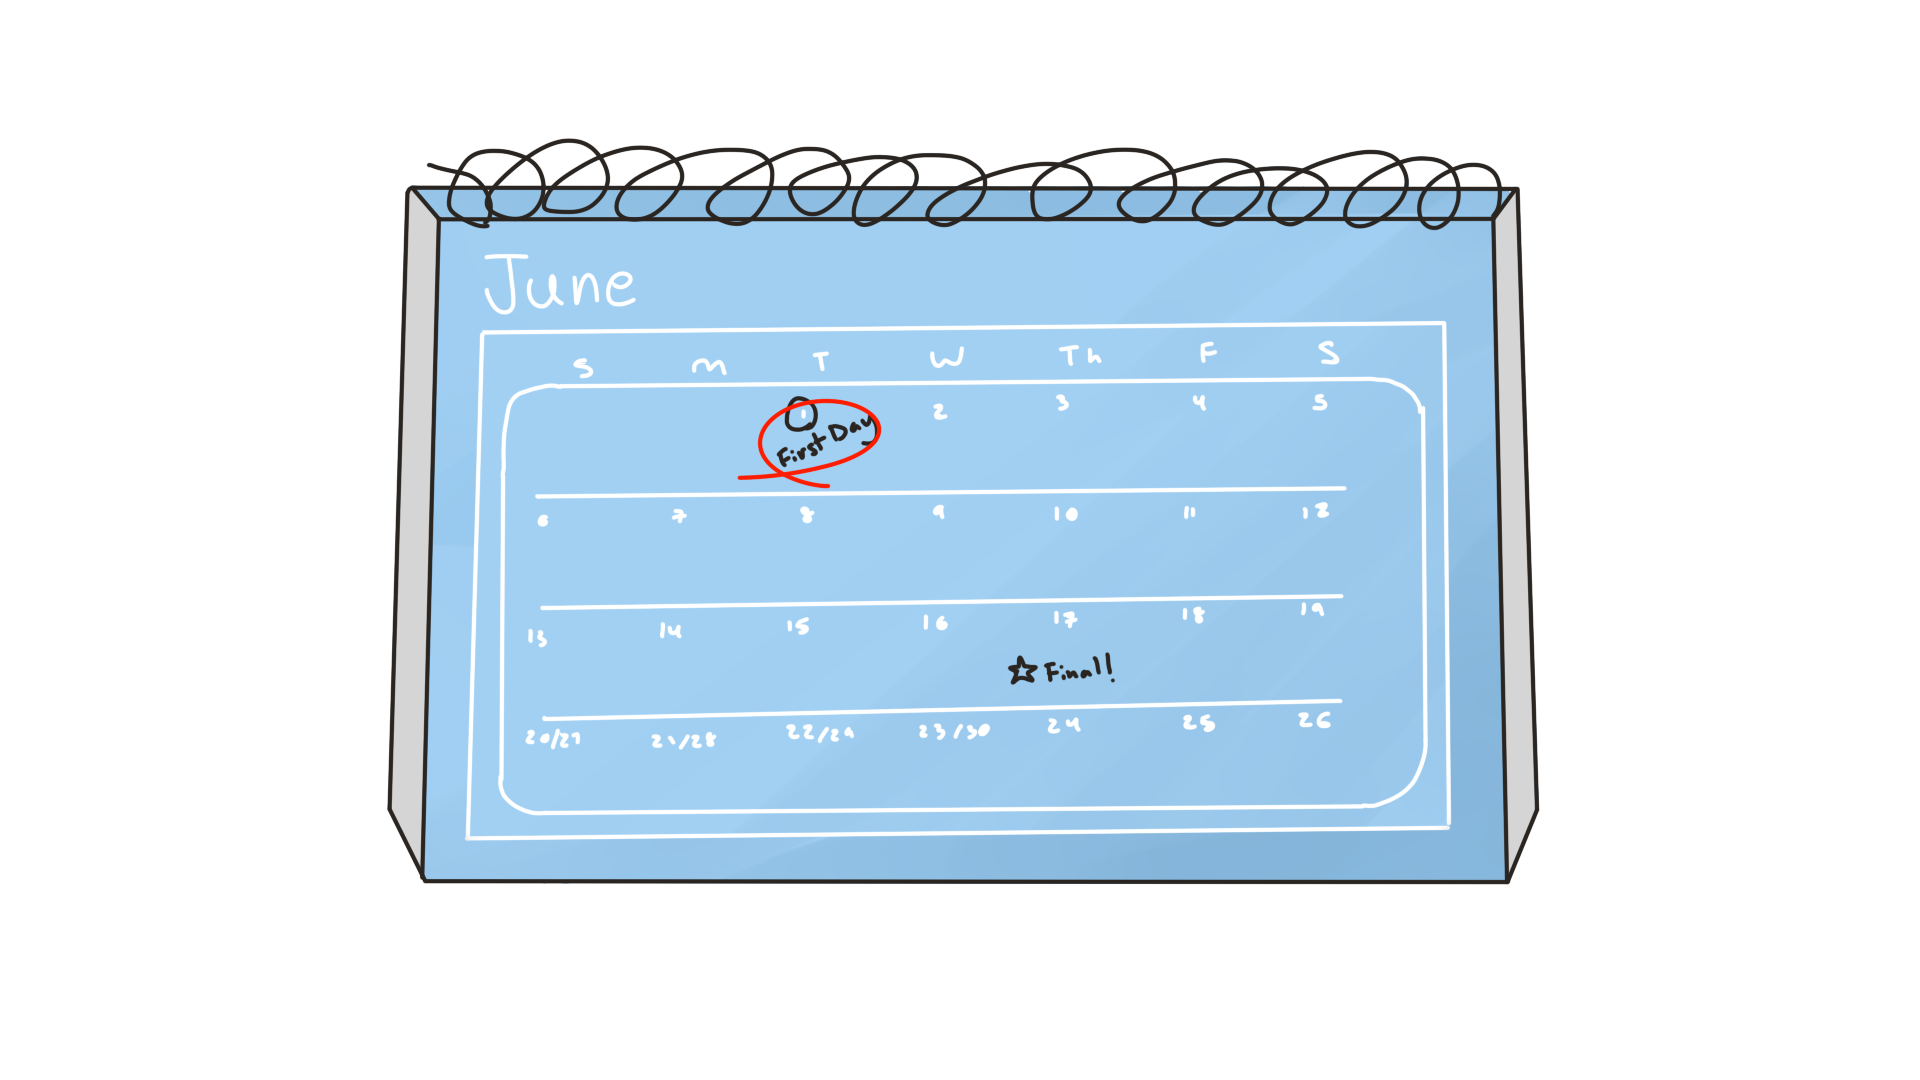 June
S M T W Th F S
1 2 3 4 5
First Day
6 7 8 9 10 11 12
13 14 15 16 17 18 19
☆ Final!
20/27 21/28 22/29 23/30 24 25 26